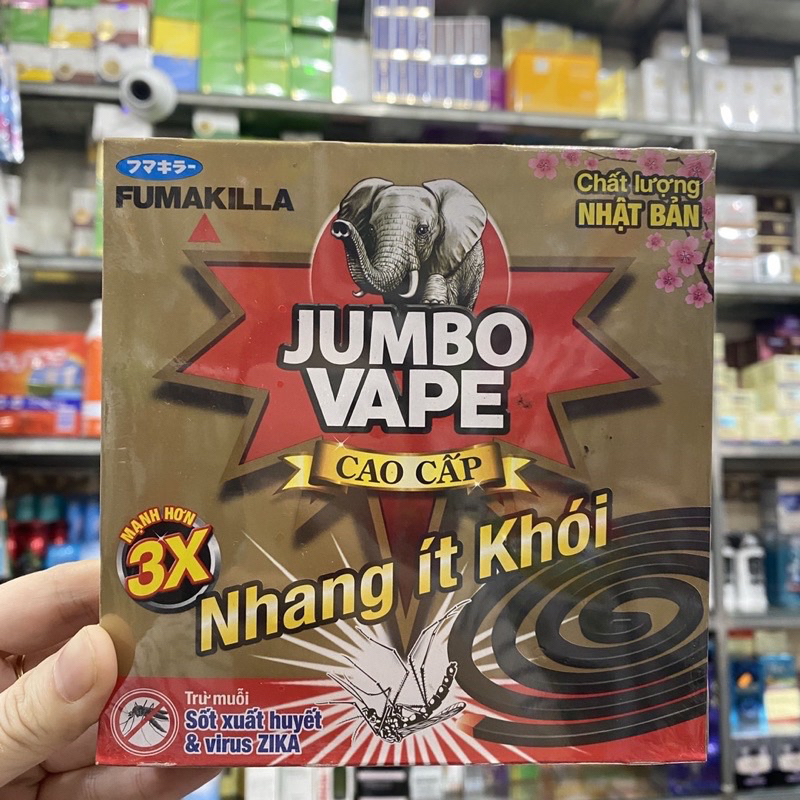 フマキラー
FUMAKILLA
Chất lượng
NHẬT BẢN
JUMBO
VAPE
CAO CẤP
MẠNH HƠN
3X
Nhang ít Khói
Trừ muỗi
Sốt xuất huyết
& virus ZIKA